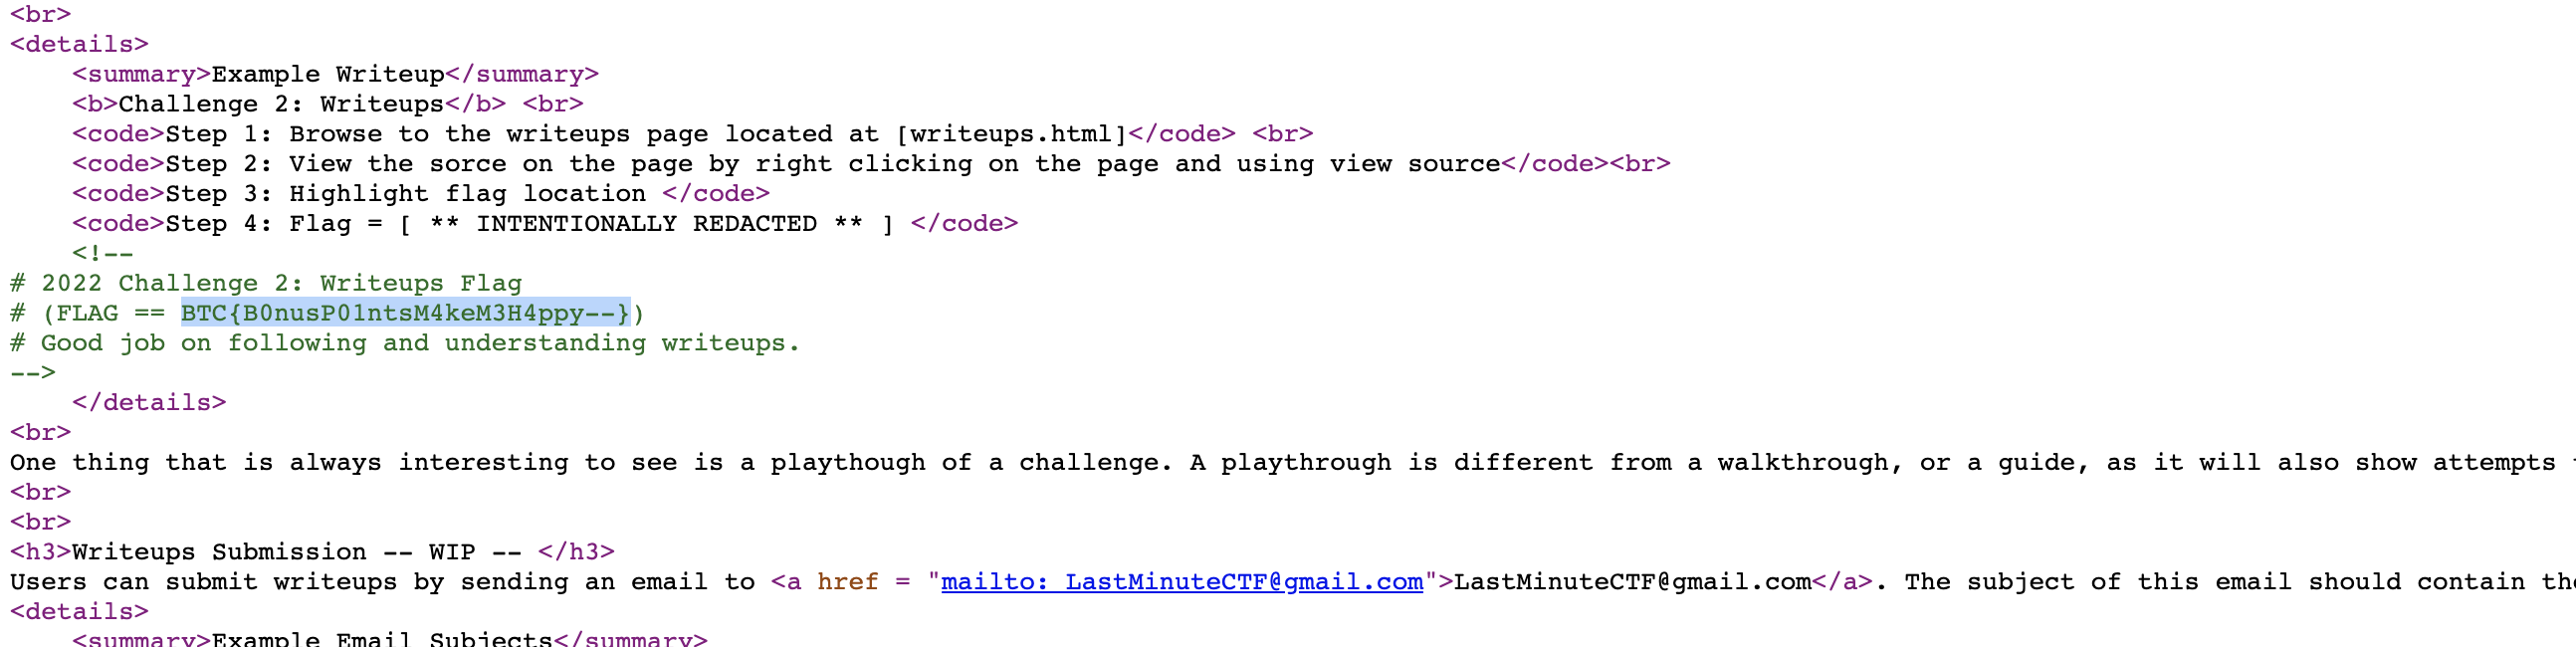 <br>
<details>
<summary>Example Writeup</summary>
<b>Challenge 2: Writeups</b> <br>
<code>Step 1: Browse to the writeups page located at [writeups.html]</code> <br>
<code>Step 2: View the sorce on the page by right clicking on the page and using view source</code><br>
<code>Step 3: Highlight flag location </code>
<code>Step 4: Flag = [ ** INTENTIONALLY REDACTED ** ] </code>
<!--
# 2022 Challenge 2: Writeups Flag
# (FLAG == BTC{B0nusP01ntsM4keM3H4ppy--})
# Good job on following and understanding writeups.
-->
</details>
<br>
One thing that is always interesting to see is a playthough of a challenge. A playthrough is different from a walkthrough, or a guide, as it will also show attempts
<br>
<br>
<h3>Writeups Submission -- WIP -- </h3>
Users can submit writeups by sending an email to <a href = "mailto: LastMinuteCTF@gmail.com">LastMinuteCTF@gmail.com</a>. The subject of this email should contain
<details>
<summary>Example Email Subjects</summary>